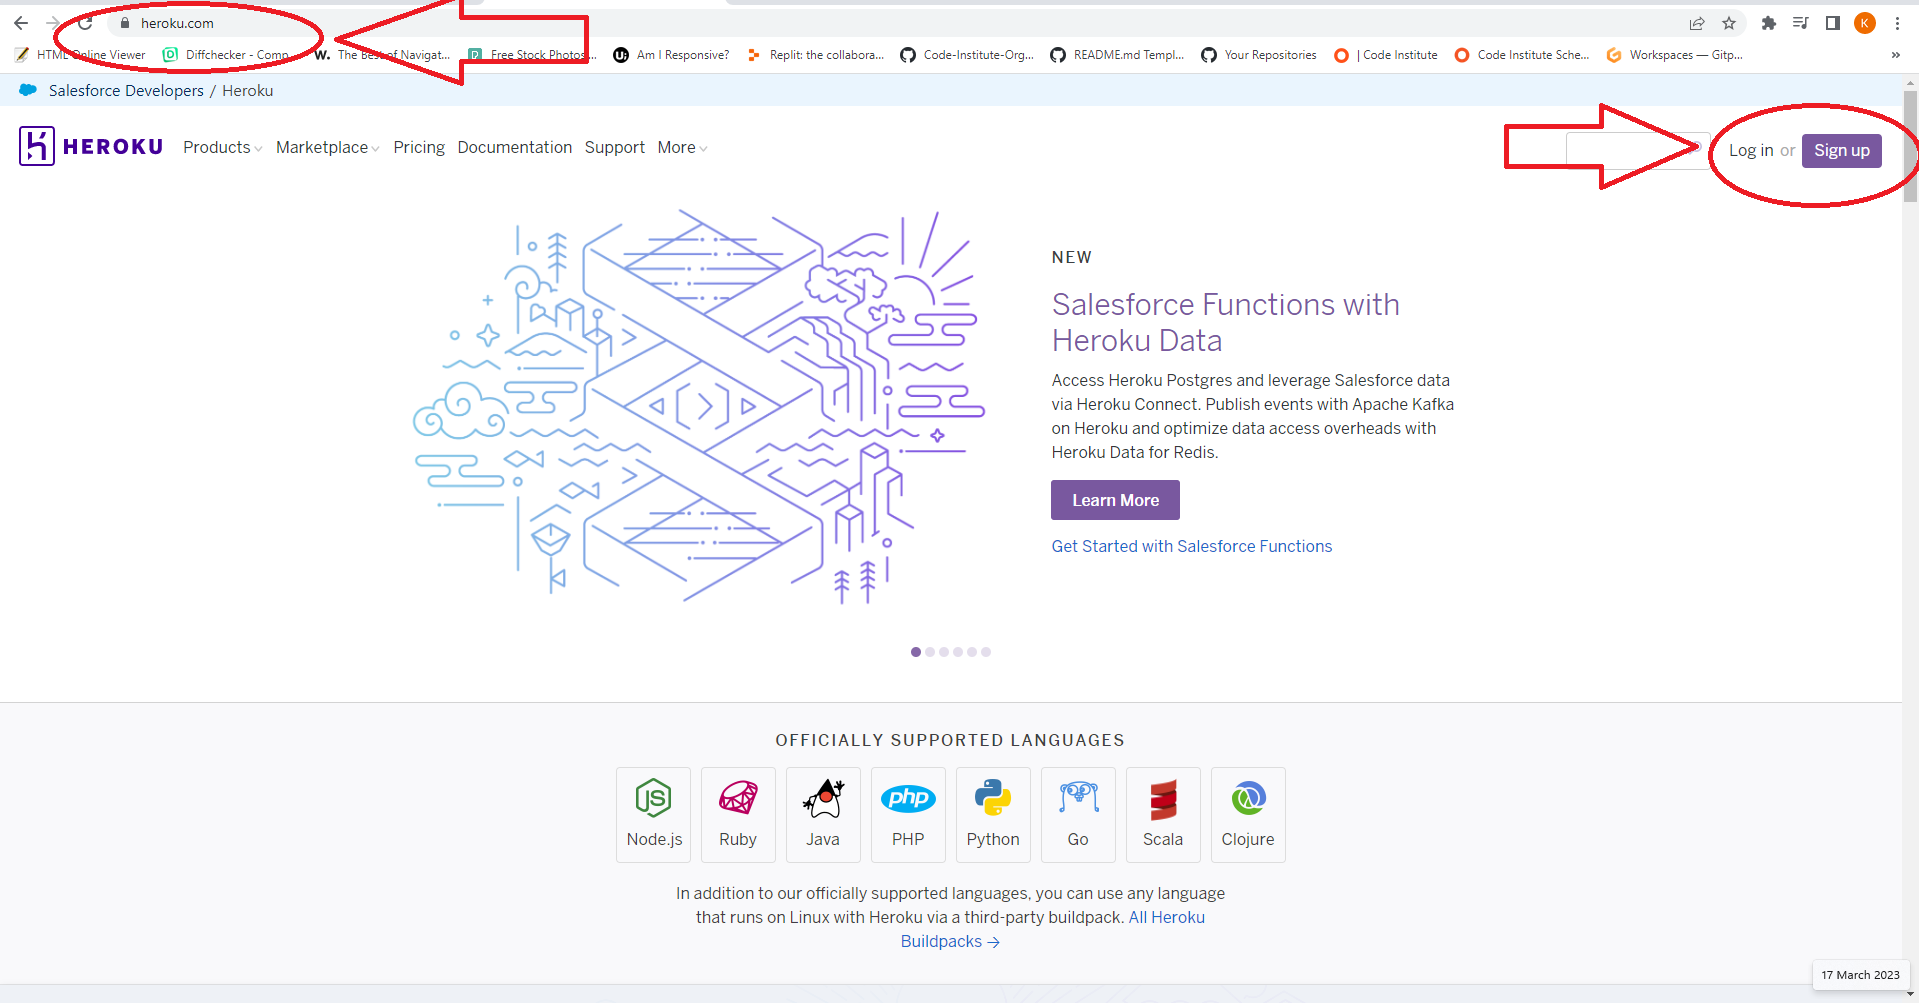 heroku.com
HTML Online Viewer Diffchecker - Comp... W. The Best of Navigat... Free Stock Photos... Am I Responsive? Replit: the collabora... Code-Institute-Org... README.md Templ... Your Repositories | Code Institute Code Institute Sche... Workspaces — Gitp... »
K
Salesforce Developers / Heroku
HEROKU Products Marketplace Pricing Documentation Support More Log in or Sign up
NEW
Salesforce Functions with
Heroku Data
Access Heroku Postgres and leverage Salesforce data
via Heroku Connect. Publish events with Apache Kafka
on Heroku and optimize data access overheads with
Heroku Data for Redis.
Learn More
Get Started with Salesforce Functions
OFFICIALLY SUPPORTED LANGUAGES
JS php
Node.js Ruby Java PHP Python Go Scala Clojure
In addition to our officially supported languages, you can use any language
that runs on Linux with Heroku via a third-party buildpack. All Heroku
Buildpacks →
17 March 2023